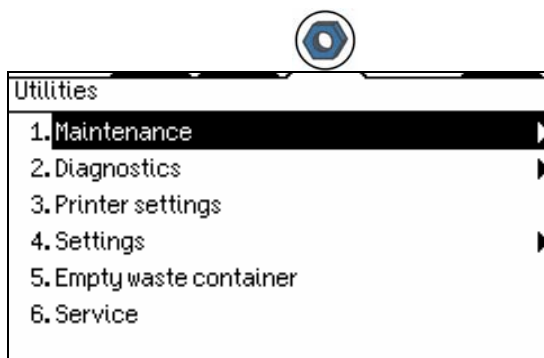 Utilities
1. Maintenance
2. Diagnostics
3. Printer settings
4. Settings
5. Empty waste container
6. Service